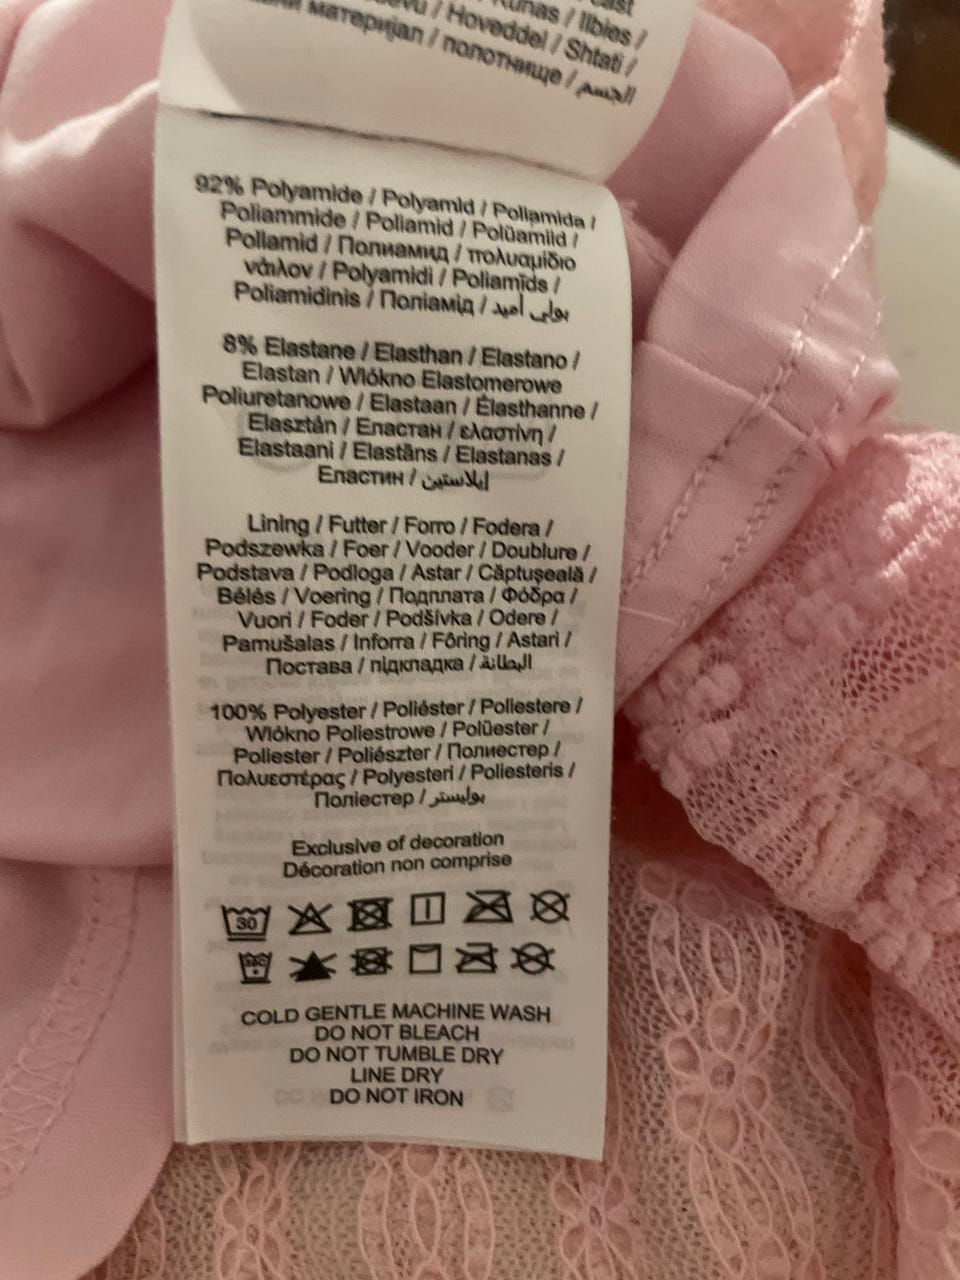 Kunas / Ilbies /
/ Hoveddel / Shtati /
материјал / полотнище / الجسم
92% Polyamide / Polyamid / Poliamida /
Poliammide / Poliamid / Polüamiid /
Poliamid / Полиамид / πολυαμίδιο
νάιλον / Polyamidi / Poliamīds /
Poliamidinis / Поліамід / بولي أميد
8% Elastane / Elasthan / Elastano /
Elastan / Włókno Elastomerowe
Poliuretanowe / Elastaan / Élasthanne /
Elasztán / Еластан / ελαστίνη /
Elastaani / Elastāns / Elastanas /
Еластин / إيلاستين
Lining / Futter / Forro / Fodera /
Podszewka / Foer / Vooder / Doublure /
Podstava / Podloga / Astar / Căptuşeală /
Bélés / Voering / Подплата / Φόδρα /
Vuori / Foder / Podšívka / Odere /
Pamušalas / Inforra / Fôring / Astari /
Постава / підкладка / البطانة
100% Polyester / Poliéster / Poliestere /
Włókno Poliestrowe / Polüester /
Poliester / Poliészter / Полиестер /
Πολυεστέρας / Polyesteri / Poliesteris /
Поліестер / بوليستر
Exclusive of decoration
Décoration non comprise
30
COLD GENTLE MACHINE WASH
DO NOT BLEACH
DO NOT TUMBLE DRY
LINE DRY
DO NOT IRON